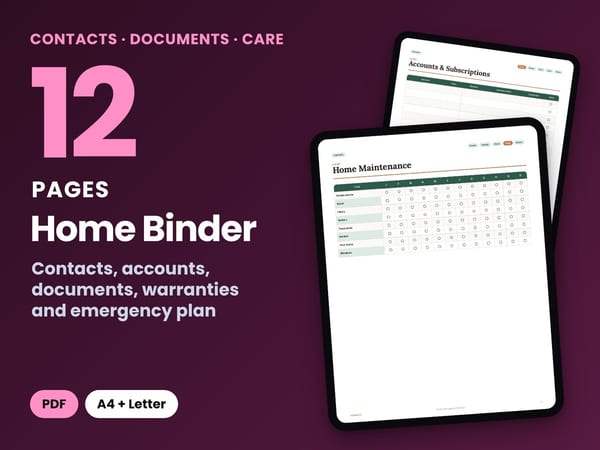 CONTACTS · DOCUMENTS · CARE
12
PAGES
Home Binder
Contacts, accounts,
documents, warranties
and emergency plan
PDF
A4 + Letter
Accounts & Subscriptions
Home Maintenance